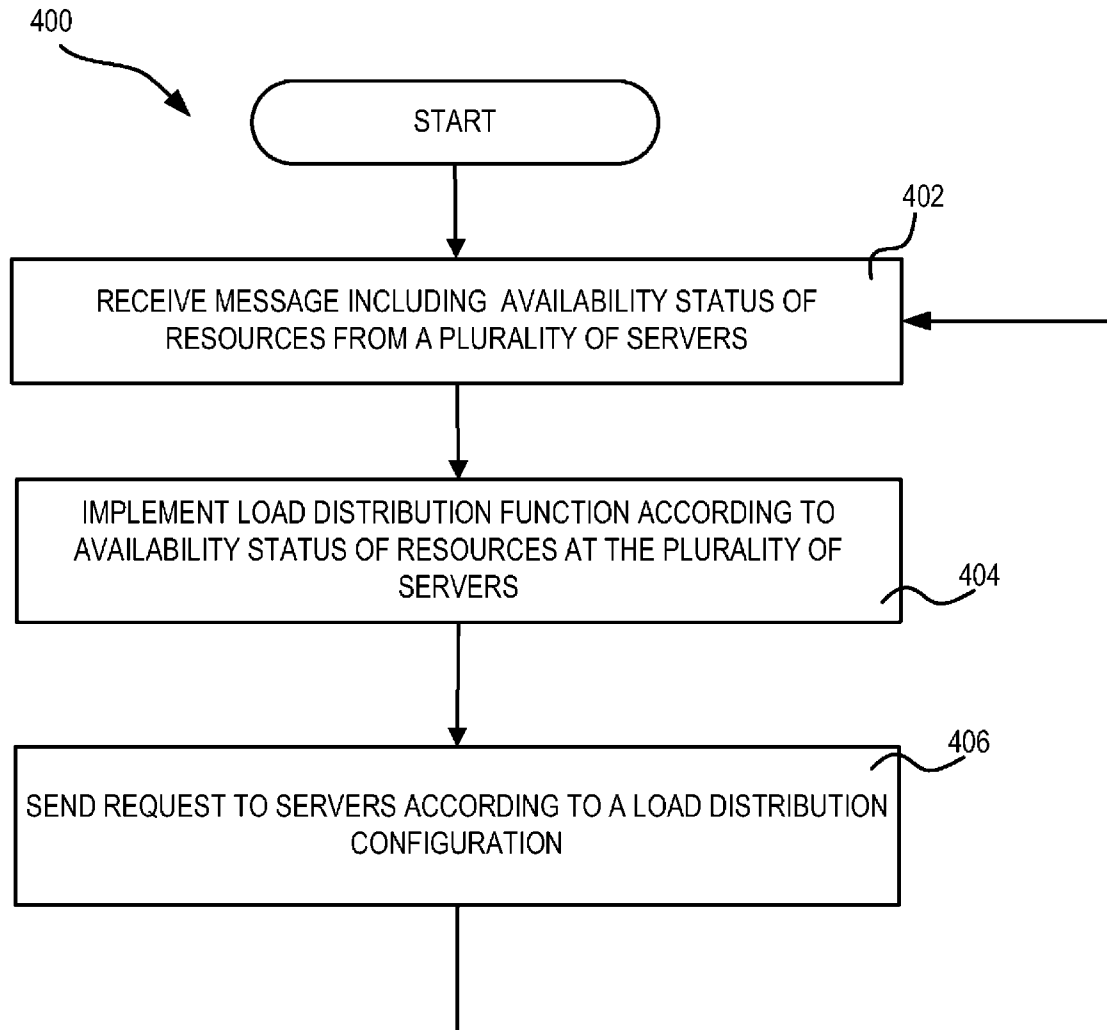 400
START
402
RECEIVE MESSAGE INCLUDING AVAILABILITY STATUS OF
RESOURCES FROM A PLURALITY OF SERVERS
IMPLEMENT LOAD DISTRIBUTION FUNCTION ACCORDING TO
AVAILABILITY STATUS OF RESOURCES AT THE PLURALITY OF
SERVERS
404
406
SEND REQUEST TO SERVERS ACCORDING TO A LOAD DISTRIBUTION
CONFIGURATION